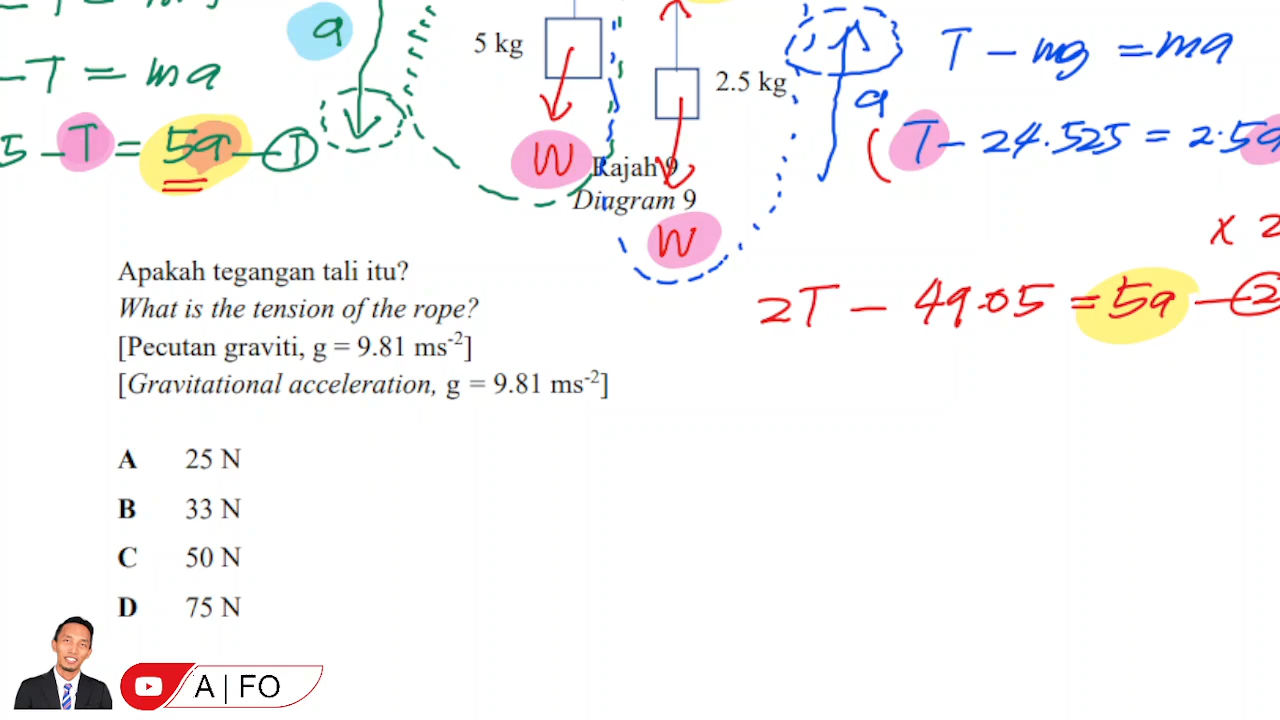 a
– T = ma
5 – T = 5a – 1
5 kg
2.5 kg
W
Rajah 9
Diagram 9
W
T – mg = ma
a
( T – 24.525 = 2.5a
x 2
2T – 49.05 = 5a – 2
Apakah tegangan tali itu?
What is the tension of the rope?
[Pecutan graviti, g = 9.81 ms-2]
[Gravitational acceleration, g = 9.81 ms-2]
A 25 N
B 33 N
C 50 N
D 75 N
A | FO